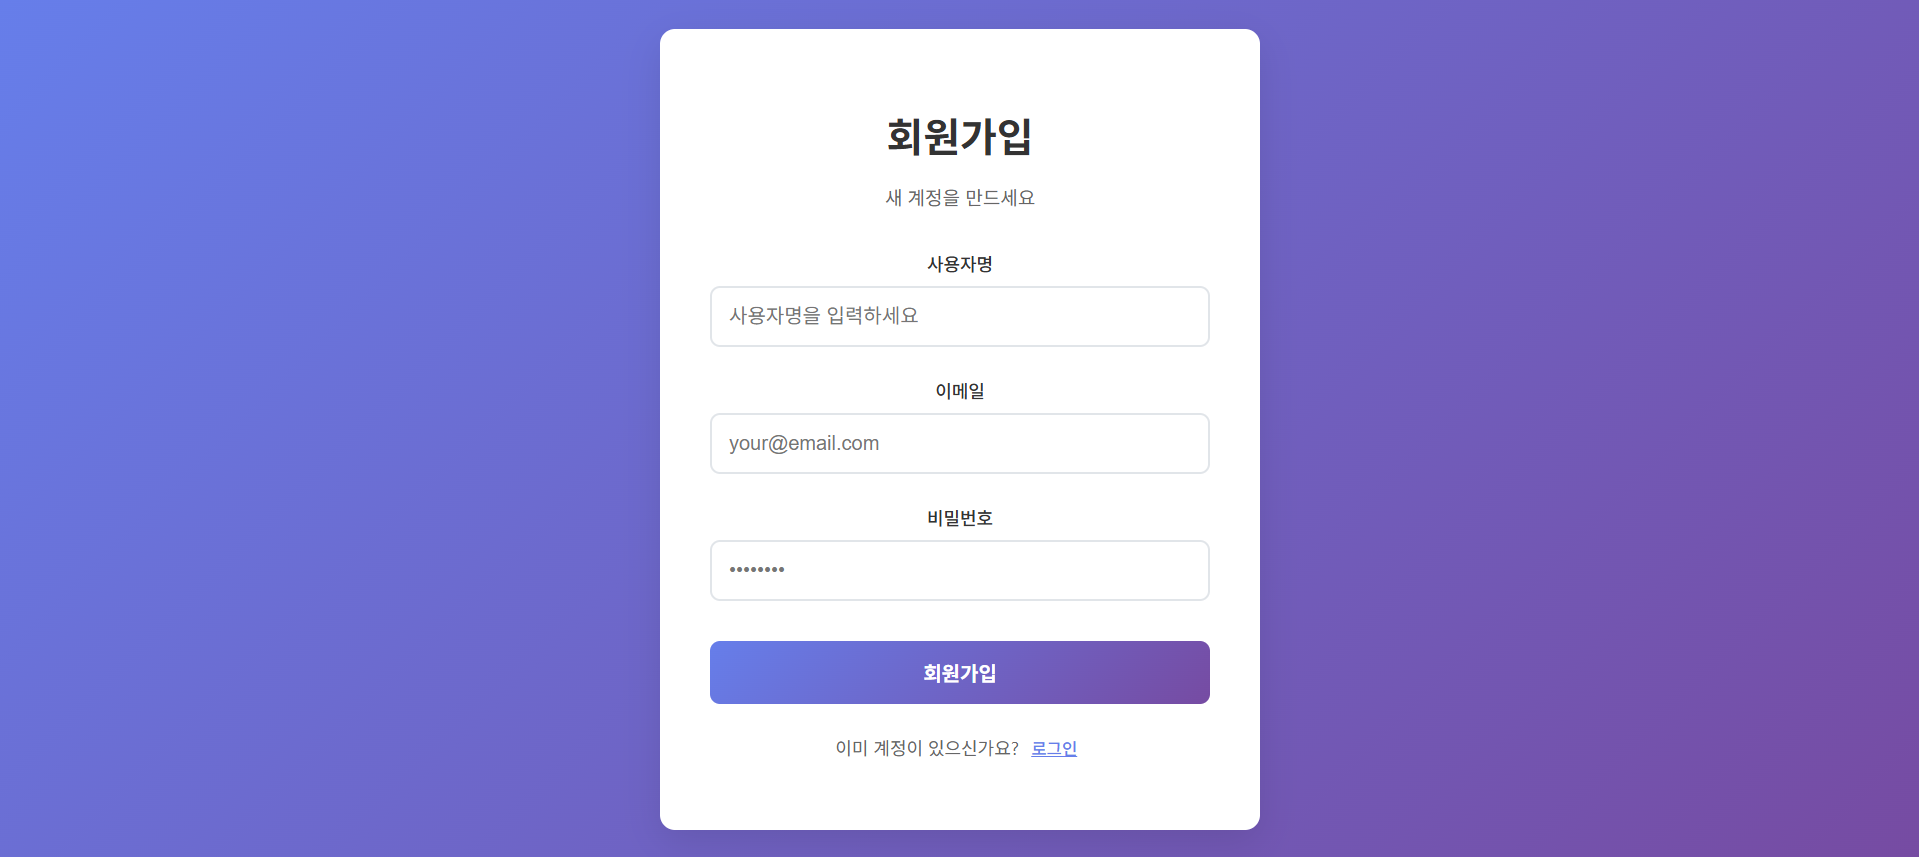 회원가입
새 계정을 만드세요
사용자명
사용자명을 입력하세요
이메일
your@email.com
비밀번호
••••••••
회원가입
이미 계정이 있으신가요? 로그인